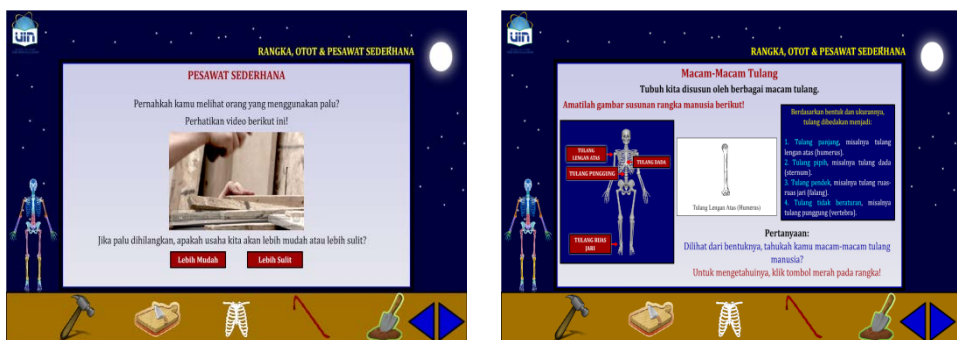 uin
RANGKA, OTOT & PESAWAT SEDERHANA
PESAWAT SEDERHANA
Pernahkah kamu melihat orang yang menggunakan palu?
Perhatikan video berikut ini!
Jika palu dihilangkan, apakah usaha kita akan lebih mudah atau lebih sulit?
Lebih Mudah
Lebih Sulit
uin
RANGKA, OTOT & PESAWAT SEDERHANA
Macam-Macam Tulang
Tubuh kita disusun oleh berbagai macam tulang.
Amatilah gambar susunan rangka manusia berikut!
TULANG
LENGAN ATAS
TULANG DADA
TULANG PUNGGUNG
TULANG RUAS
JARI
Tulang Lengan Atas (Humerus)
Berdasarkan bentuk dan ukurannya,
tulang dibedakan menjadi:
1. Tulang panjang, misalnya tulang
lengan atas (humerus).
2. Tulang pipih, misalnya tulang dada
(sternum).
3. Tulang pendek, misalnya tulang ruas-
ruas jari (falang).
4. Tulang tidak beraturan, misalnya
tulang punggung (vertebra).
Pertanyaan:
Dilihat dari bentuknya, tahukah kamu macam-macam tulang
manusia?
Untuk mengetahuinya, klik tombol merah pada rangka!